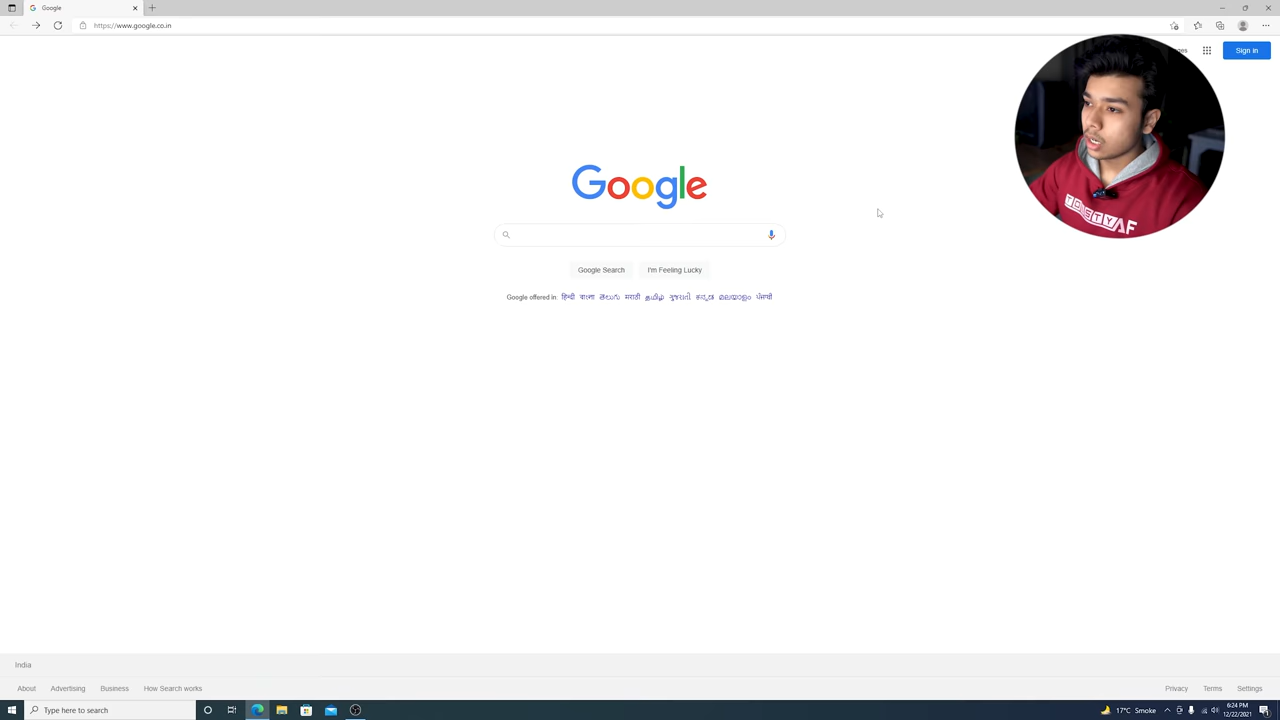 Google
https://www.google.co.in
Sign in
Google
Google Search
I'm Feeling Lucky
Google offered in: हिन्दी বাংলা తెలుగు मराठी தமிழ் ગુજરાતી ಕನ್ನಡ മലയാളം ਪੰਜਾਬੀ
India
About
Advertising
Business
How Search works
Privacy
Terms
Settings
Type here to search
17°C Smoke
6:24 PM
12/22/2021